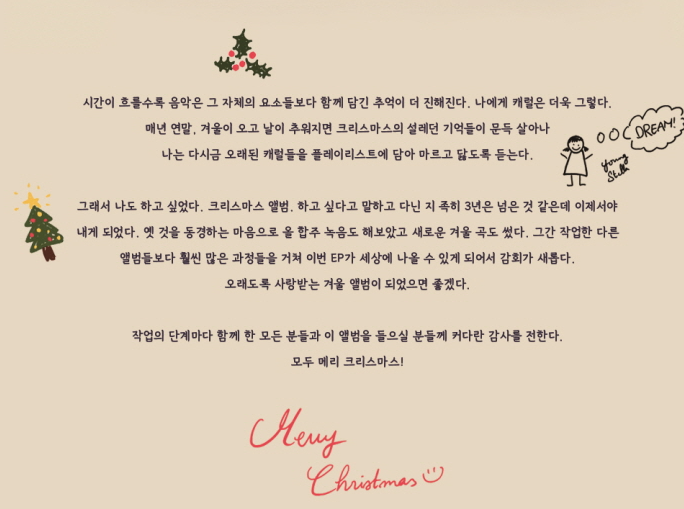 시간이 흐를수록 음악은 그 자체의 요소들보다 함께 담긴 추억이 더 진해진다. 나에게 캐럴은 더욱 그렇다.
매년 연말, 겨울이 오고 날이 추워지면 크리스마스의 설레던 기억들이 문득 살아나
나는 다시금 오래된 캐럴들을 플레이리스트에 담아 마르고 닳도록 듣는다.
DREAM!
young
Still
그래서 나도 하고 싶었다. 크리스마스 앨범. 하고 싶다고 말하고 다닌 지 족히 3년은 넘은 것 같은데 이제서야
내게 되었다. 옛 것을 동경하는 마음으로 올 합주 녹음도 해보았고 새로운 겨울 곡도 썼다. 그간 작업한 다른
앨범들보다 훨씬 많은 과정들을 거쳐 이번 EP가 세상에 나올 수 있게 되어서 감회가 새롭다.
오래도록 사랑받는 겨울 앨범이 되었으면 좋겠다.
작업의 단계마다 함께 한 모든 분들과 이 앨범을 들으실 분들께 커다란 감사를 전한다.
모두 메리 크리스마스!
Merry
Christmas